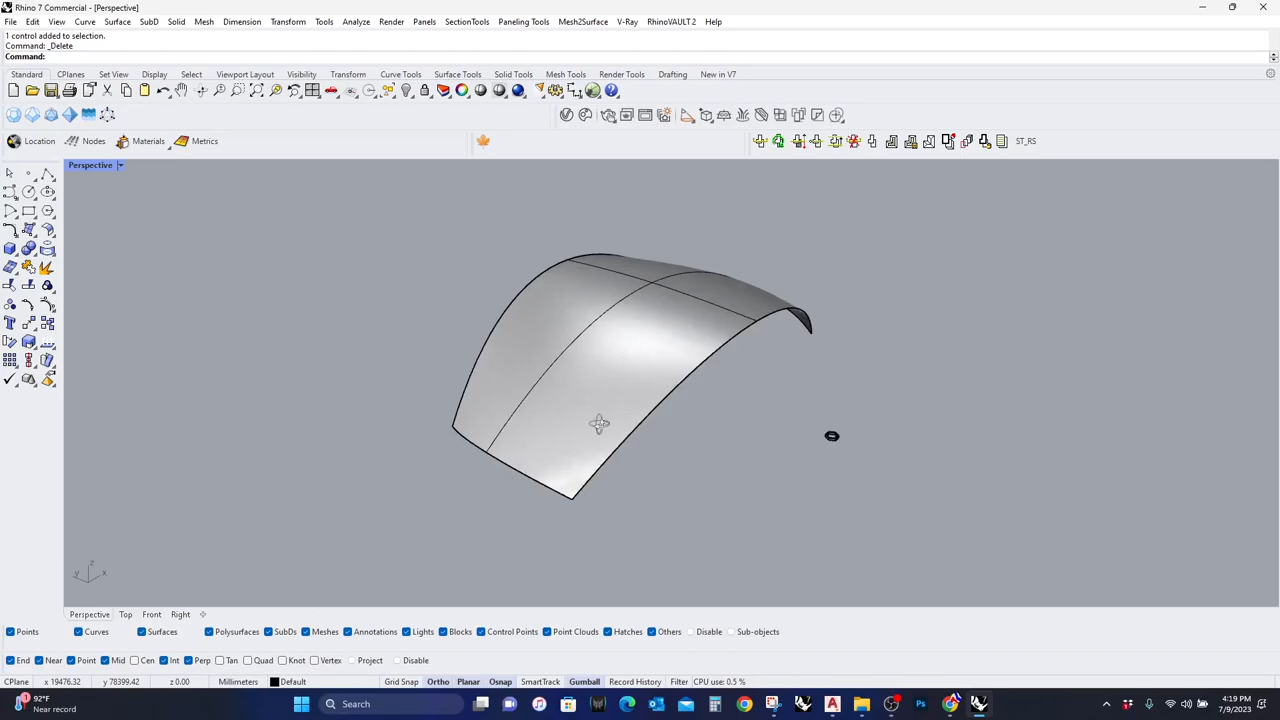 Rhino 7 Commercial - [Perspective]
File Edit View Curve Surface SubD Solid Mesh Dimension Transform Tools Analyze Render Panels SectionTools Paneling Tools Mesh2Surface V-Ray RhinoVAULT 2 Help
1 control added to selection.
Command: _Delete
Command:
Standard CPlanes Set View Display Select Viewport Layout Visibility Transform Curve Tools Surface Tools Solid Tools Mesh Tools Render Tools Drafting New in V7
Location Nodes Materials Metrics ST_RS
Perspective
z
y x
Perspective Top Front Right
Points Curves Surfaces Polysurfaces SubDs Meshes Annotations Lights Blocks Control Points Point Clouds Hatches Others Disable Sub-objects
End Near Point Mid Cen Int Perp Tan Quad Knot Vertex Project Disable
CPlane x 19476.32 y 78399.42 z 0.00 Millimeters Default Grid Snap Ortho Planar Osnap SmartTrack Gumball Record History Filter CPU use: 0.5 %
92°F
Near record
Search
4:19 PM
7/9/2023